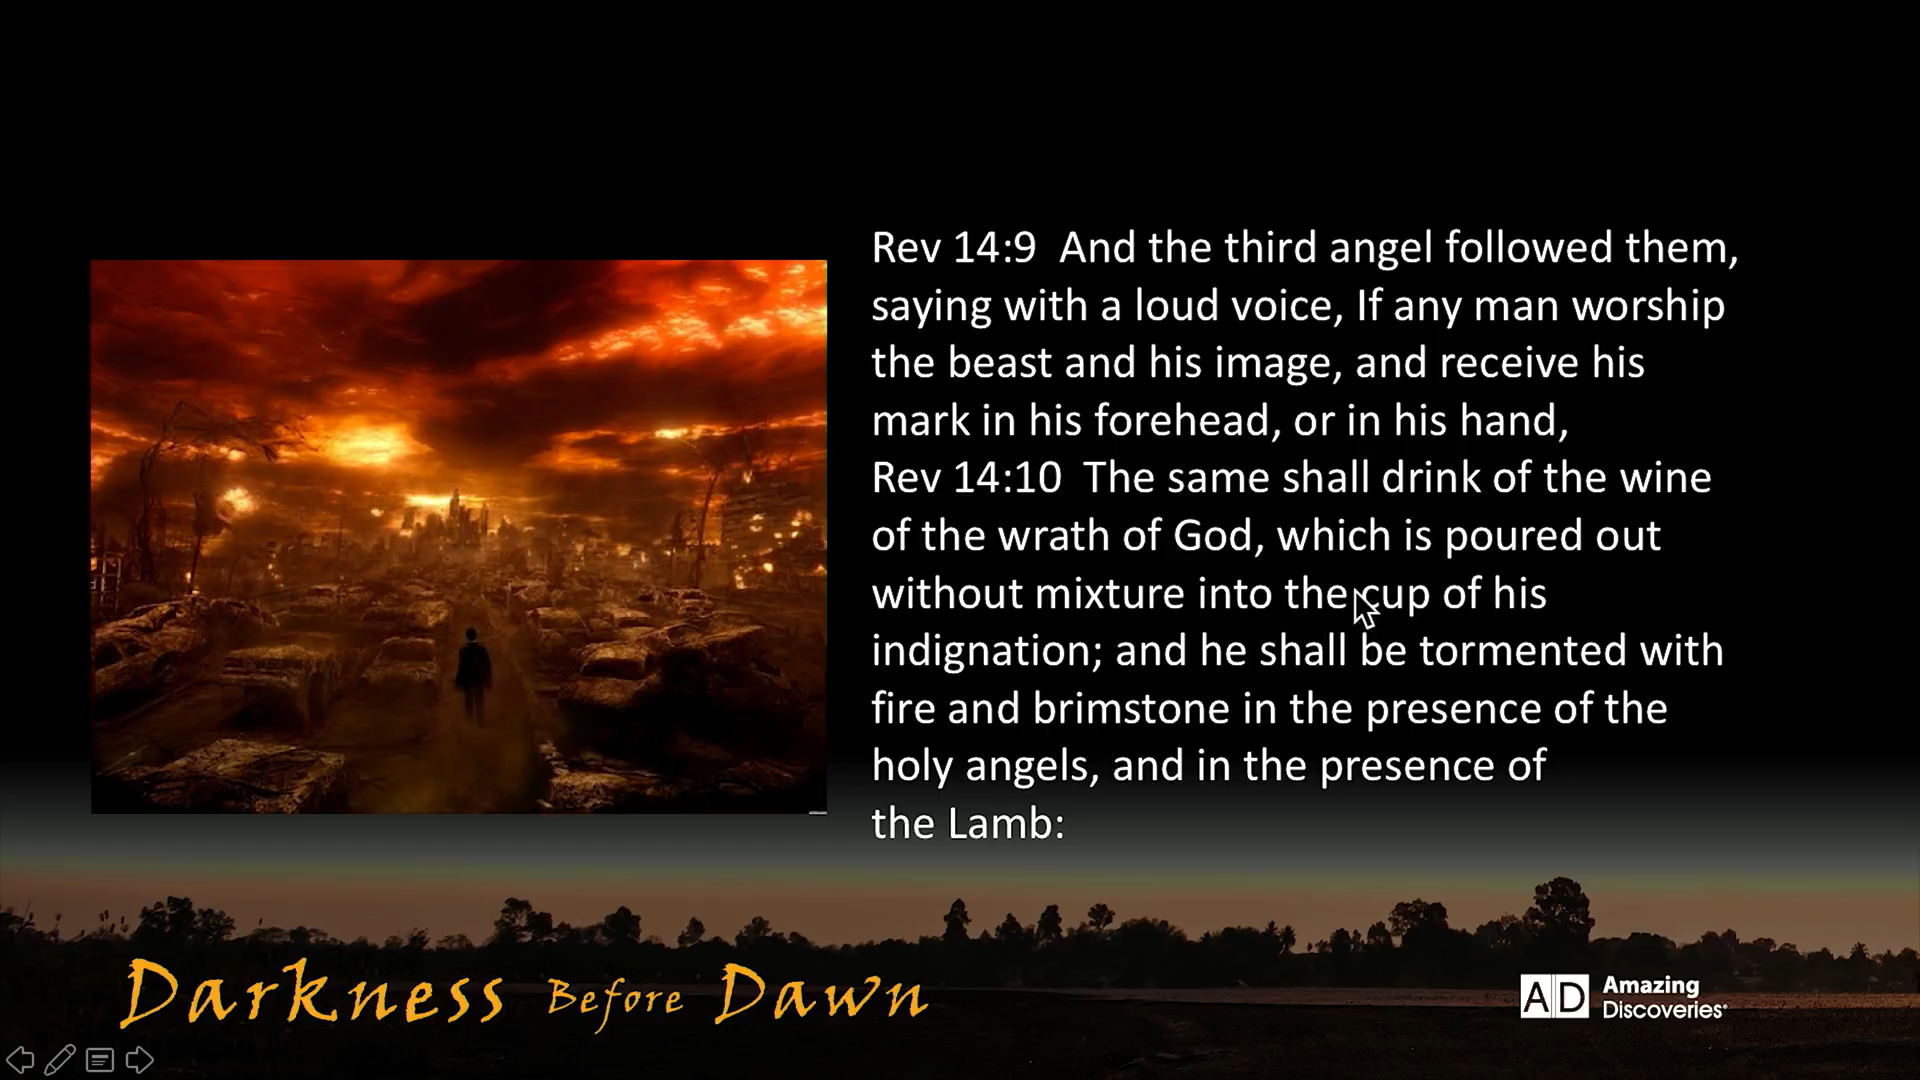 Rev 14:9  And the third angel followed them,
saying with a loud voice, If any man worship
the beast and his image, and receive his
mark in his forehead, or in his hand,
Rev 14:10  The same shall drink of the wine
of the wrath of God, which is poured out
without mixture into the cup of his
indignation; and he shall be tormented with
fire and brimstone in the presence of the
holy angels, and in the presence of
the Lamb:
Darkness Before Dawn
AD Amazing
Discoveries